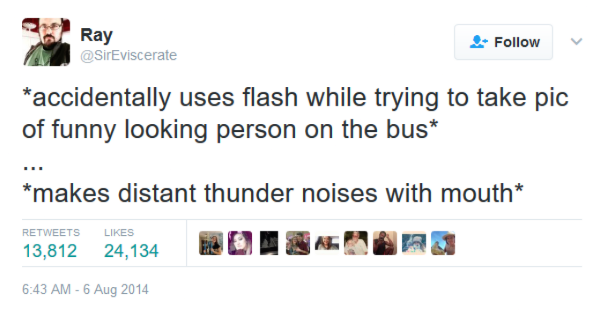 Ray
@SirEviscerate
Follow
*accidentally uses flash while trying to take pic
of funny looking person on the bus*
...
*makes distant thunder noises with mouth*
RETWEETS LIKES
13,812 24,134
6:43 AM - 6 Aug 2014